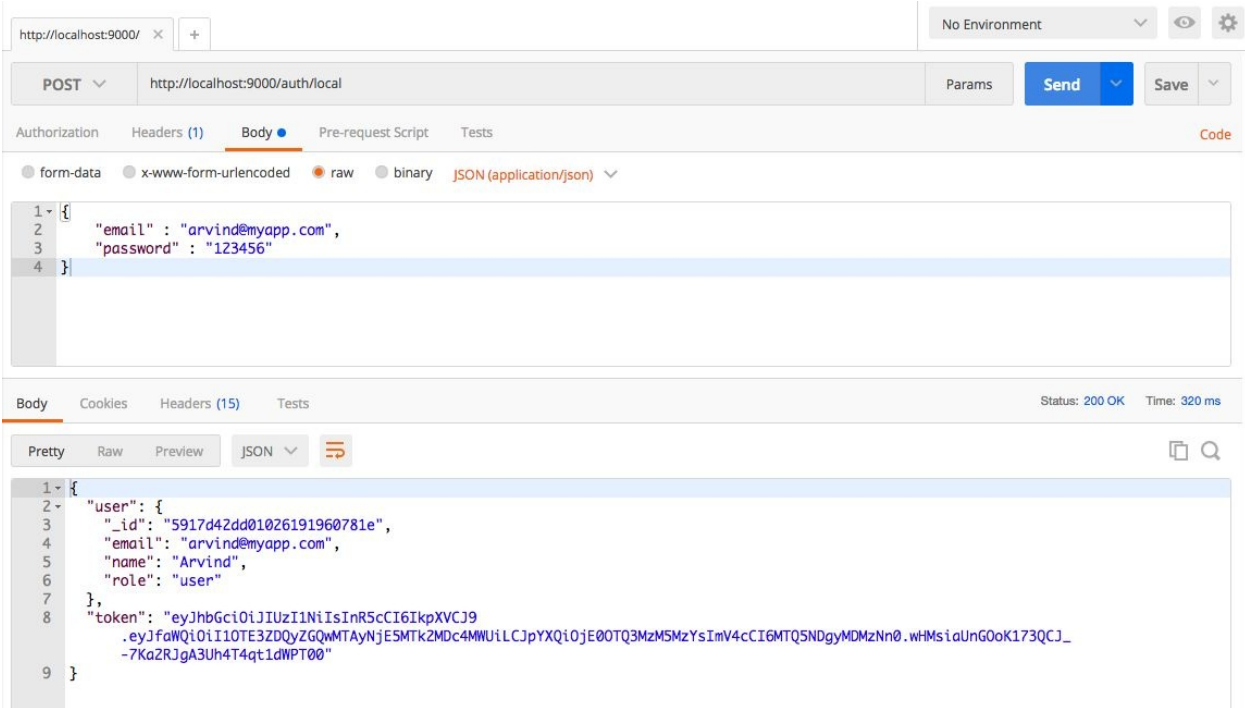 http://localhost:9000/ × +
No Environment
POST http://localhost:9000/auth/local Params Send Save
Authorization Headers (1) Body Pre-request Script Tests Code
form-data x-www-form-urlencoded raw binary JSON (application/json)
1 {
2 "email" : "arvind@myapp.com",
3 "password" : "123456"
4 }
Body Cookies Headers (15) Tests Status: 200 OK Time: 320 ms
Pretty Raw Preview JSON
1 {
2 "user": {
3 "_id": "5917d42dd01026191960781e",
4 "email": "arvind@myapp.com",
5 "name": "Arvind",
6 "role": "user"
7 },
8 "token": "eyJhbGciOiJIUzI1NiIsInR5cCI6IkpXVCJ9
.eyJfaWQiOiI1OTE3ZDQyZGQwMTAyNjE5MTk2MDc4MWUiLCJpYXQiOjE0OTQ3MzM5MzYsImV4cCI6MTQ5NDgyMDMzNn0.wHMsiaUnGOoK173QCJ_
-7KaZRJgA3Uh4T4qt1dWPT00"
9 }